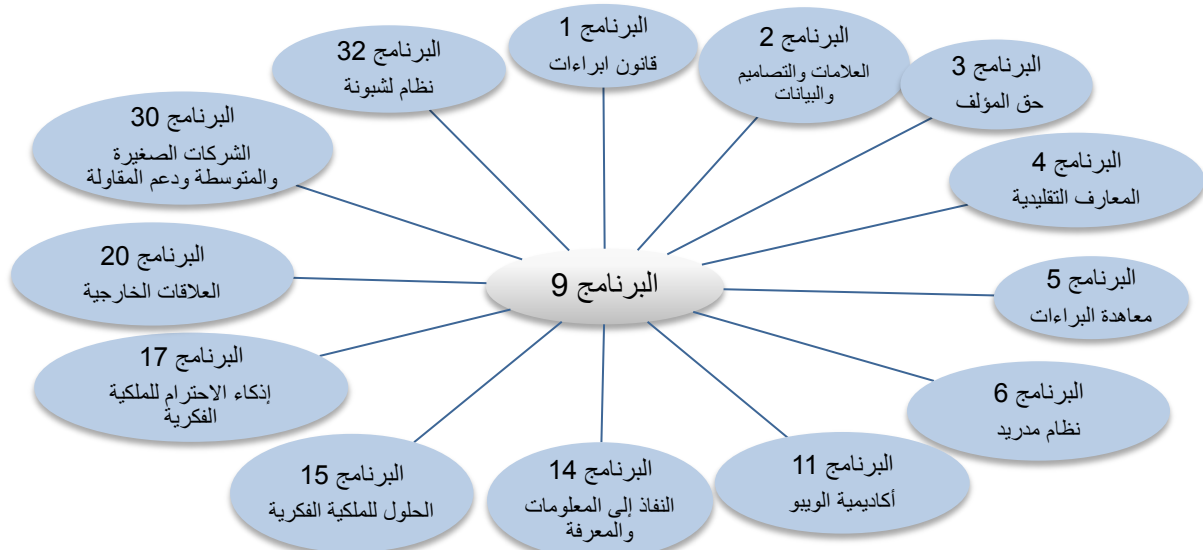 البرنامج 1
قانون ابراءات
البرنامج 2
العلامات والتصاميم
والبيانات
البرنامج 3
حق المؤلف
البرنامج 4
المعارف التقليدية
البرنامج 5
معاهدة البراءات
البرنامج 6
نظام مدريد
البرنامج 11
أكاديمية الويبو
البرنامج 14
النفاذ إلى المعلومات
والمعرفة
البرنامج 15
الحلول للملكية الفكرية
البرنامج 17
إذكاء الاحترام للملكية
الفكرية
البرنامج 20
العلاقات الخارجية
البرنامج 30
الشركات الصغيرة
والمتوسطة ودعم المقاولة
البرنامج 32
نظام لشبونة
البرنامج 9